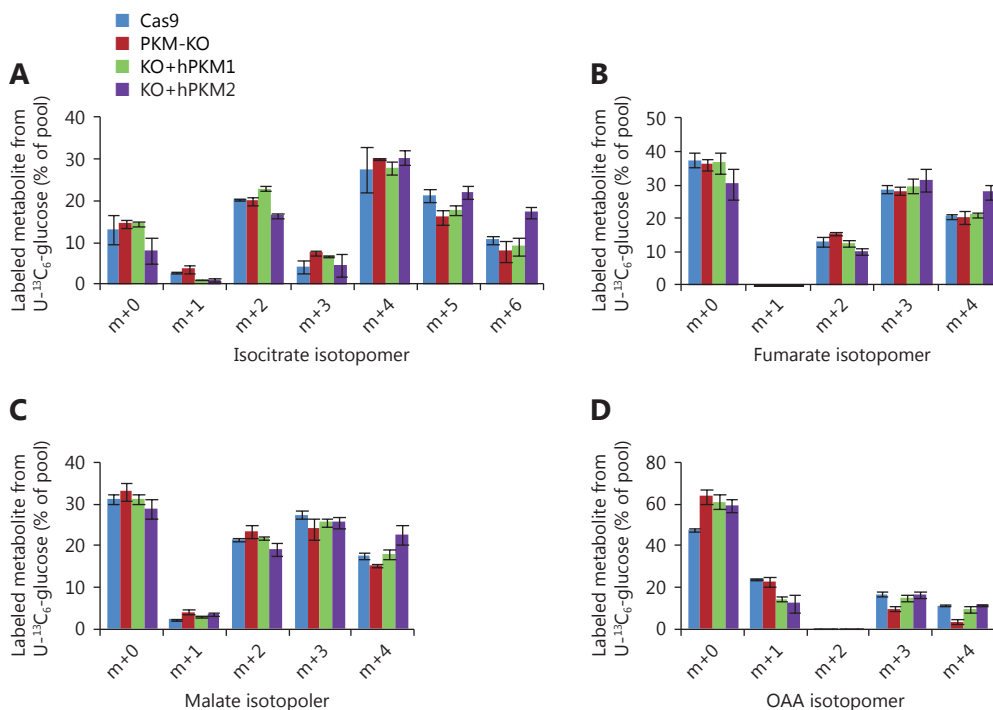 Cas9
PKM-KO
KO+hPKM1
KO+hPKM2
A
Labeled metabolite from
U-¹³C₆-glucose (% of pool)
40
30
20
10
0
m+0
m+1
m+2
m+3
m+4
m+5
m+6
Isocitrate isotopomer
B
Labeled metabolite from
U-¹³C₆-glucose (% of pool)
50
40
30
20
10
0
m+0
m+1
m+2
m+3
m+4
Fumarate isotopomer
C
Labeled metabolite from
U-¹³C₆-glucose (% of pool)
40
30
20
10
0
m+0
m+1
m+2
m+3
m+4
Malate isotopoler
D
Labeled metabolite from
U-¹³C₆-glucose (% of pool)
80
60
40
20
0
m+0
m+1
m+2
m+3
m+4
OAA isotopomer